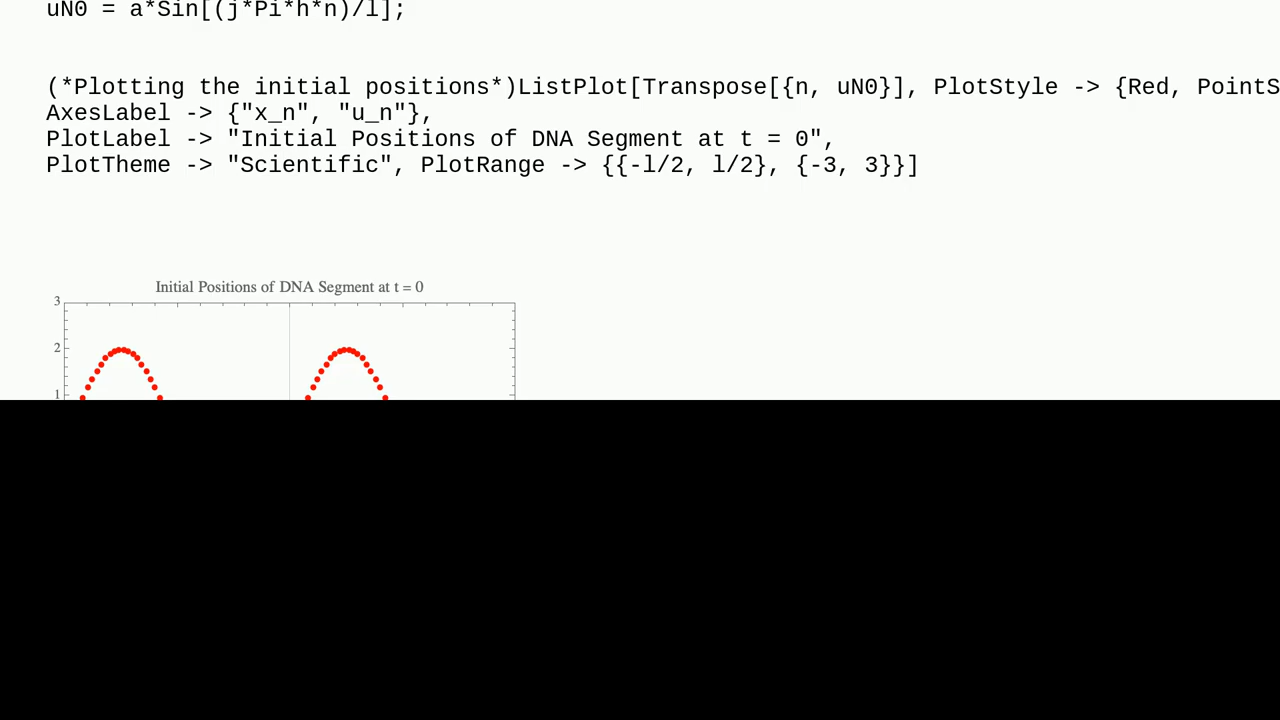 uN0 = a*Sin[(j*Pi*h*n)/l];
(*Plotting the initial positions*)ListPlot[Transpose[{n, uN0}], PlotStyle -> {Red, PointS
AxesLabel -> {"x_n", "u_n"},
PlotLabel -> "Initial Positions of DNA Segment at t = 0",
PlotTheme -> "Scientific", PlotRange -> {{-l/2, l/2}, {-3, 3}}]
Initial Positions of DNA Segment at t = 0
3
2
1